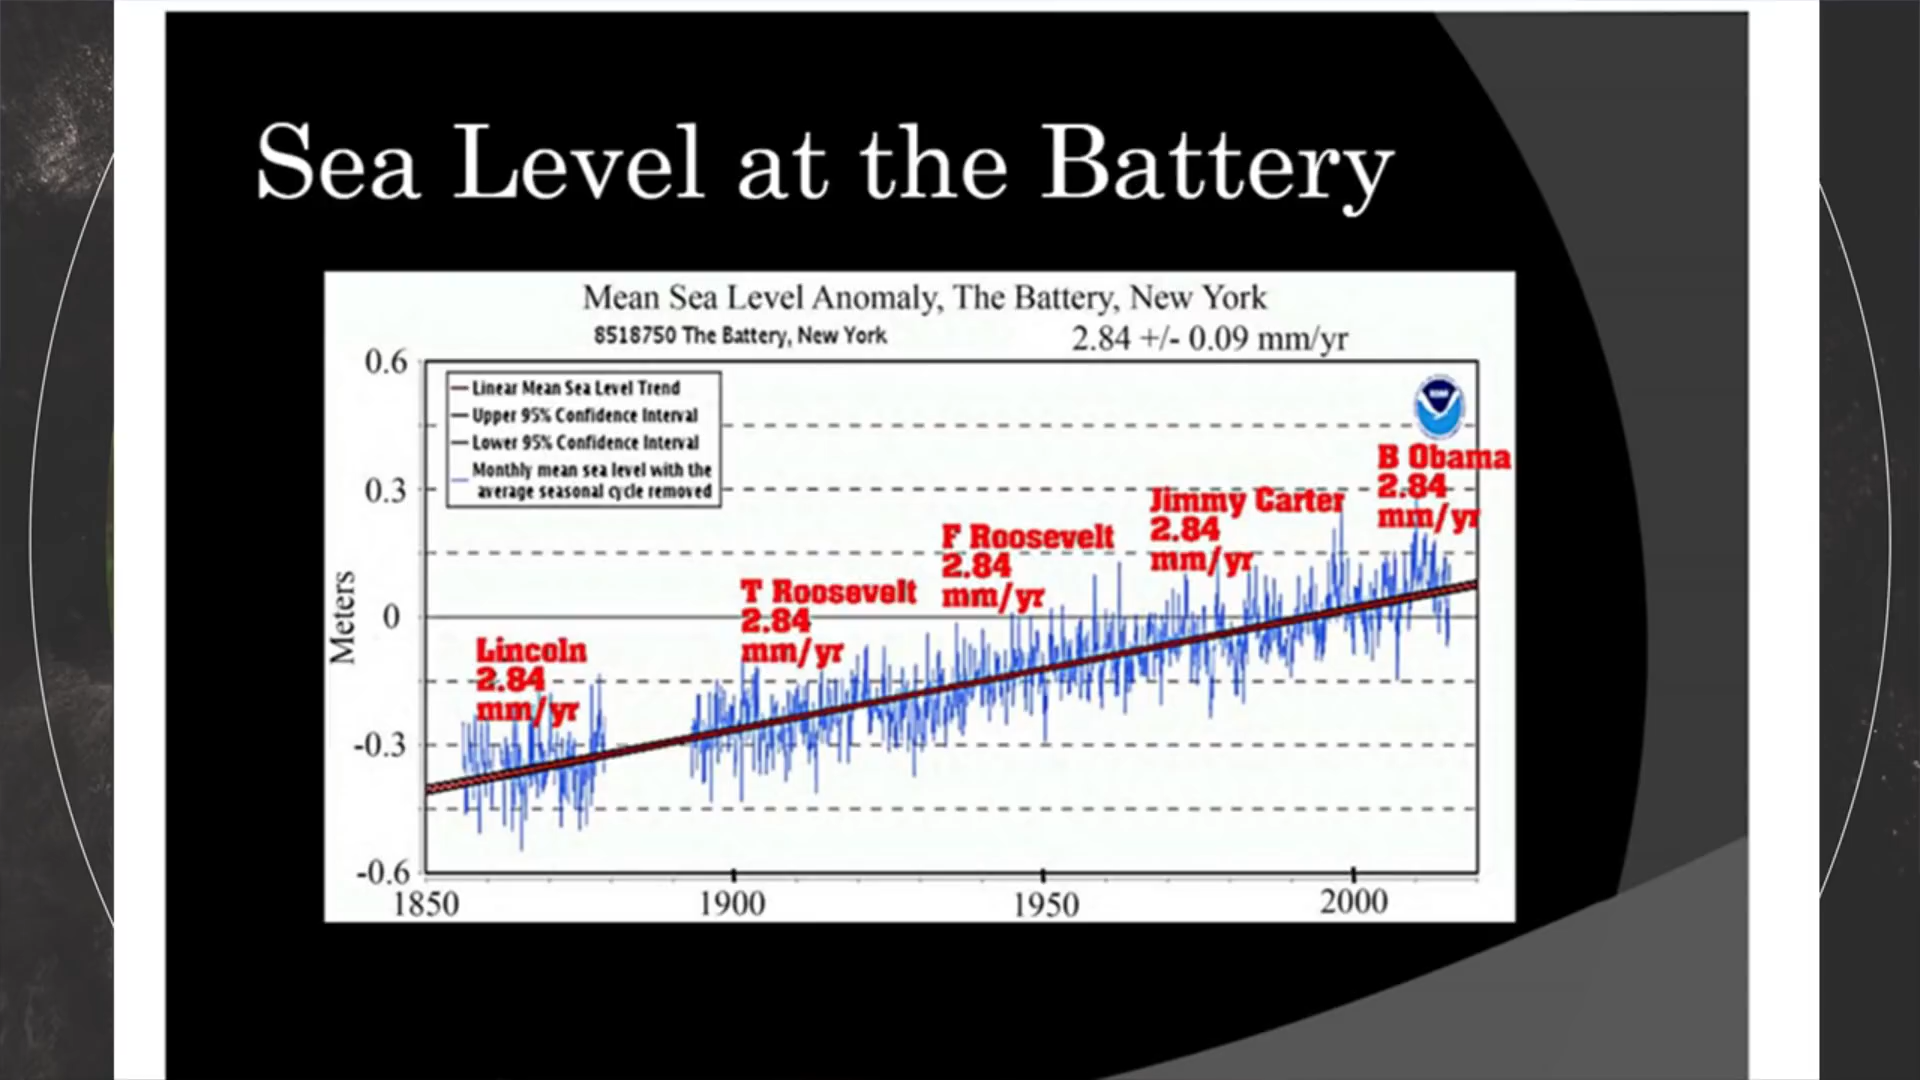 Sea Level at the Battery
Mean Sea Level Anomaly, The Battery, New York
8518750 The Battery, New York
2.84 +/- 0.09 mm/yr
0.6
0.3
0
-0.3
-0.6
Meters
Linear Mean Sea Level Trend
Upper 95% Confidence Interval
Lower 95% Confidence Interval
Monthly mean sea level with the
average seasonal cycle removed
Lincoln
2.84
mm/yr
T Roosevelt
2.84
mm/yr
F Roosevelt
2.84
mm/yr
Jimmy Carter
2.84
mm/yr
B Obama
2.84
mm/yr
1850
1900
1950
2000